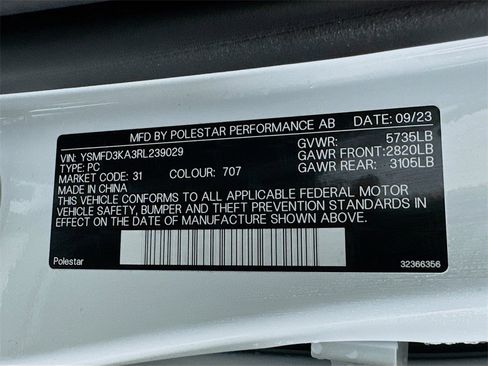 MFD BY POLESTAR PERFORMANCE AB DATE: 09/23
VIN: YSMFD3KA3RL239029 GVWR: 5735LB
TYPE: PC GAWR FRONT: 2820LB
MARKET CODE: 31 COLOUR: 707 GAWR REAR: 3105LB
MADE IN CHINA
THIS VEHICLE CONFORMS TO ALL APPLICABLE FEDERAL MOTOR
VEHICLE SAFETY, BUMPER AND THEFT PREVENTION STANDARDS IN
EFFECT ON THE DATE OF MANUFACTURE SHOWN ABOVE.
Polestar 32366356